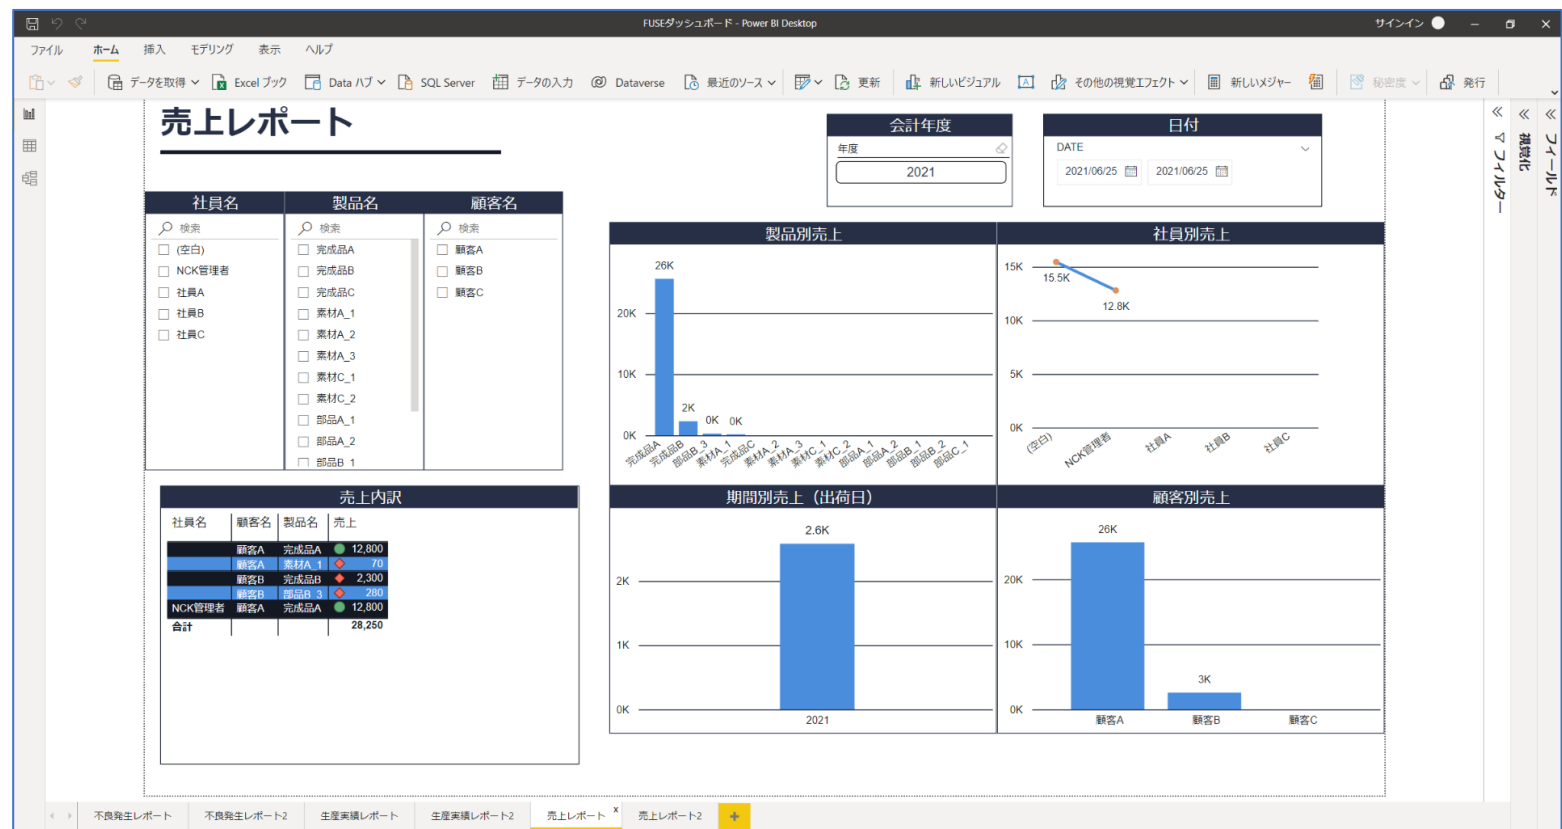 FUSEダッシュボード - Power BI Desktop
サインイン
ファイル ホーム 挿入 モデリング 表示 ヘルプ
データを取得 Excel ブック Data ハブ SQL Server データの入力 Dataverse 最近のソース 更新 新しいビジュアル A その他の視覚エフェクト 新しいメジャー 秘密度 発行
売上レポート
会計年度
年度
2021
日付
DATE
2021/06/25 2021/06/25
フィルター
視覚化
フィールド
社員名
検索
(空白)
NCK管理者
社員A
社員B
社員C
製品名
検索
完成品A
完成品B
完成品C
素材A_1
素材A_2
素材A_3
素材C_1
素材C_2
部品A_1
部品A_2
部品B_1
顧客名
検索
顧客A
顧客B
顧客C
製品別売上
26K
20K
10K
2K
0K 0K
0K
完成品A 完成品B 部品B_3 素材A_1 完成品C 素材A_2 素材A_3 素材C_1 素材C_2 部品A_1 部品A_2 部品B_1 部品B_2 部品C_1
社員別売上
15K
15.5K
12.8K
10K
5K
0K
(空白) NCK管理者 社員A 社員B 社員C
売上内訳
社員名 顧客名 製品名 売上
顧客A 完成品A 12,800
顧客A 素材A_1 70
顧客B 完成品B 2,300
顧客B 部品B_3 280
NCK管理者 顧客A 完成品A 12,800
合計 28,250
期間別売上（出荷日）
2.6K
2K
1K
0K
2021
顧客別売上
26K
20K
10K
3K
0K
顧客A 顧客B 顧客C
不良発生レポート 不良発生レポート2 生産実績レポート 生産実績レポート2 売上レポート x 売上レポート2 +